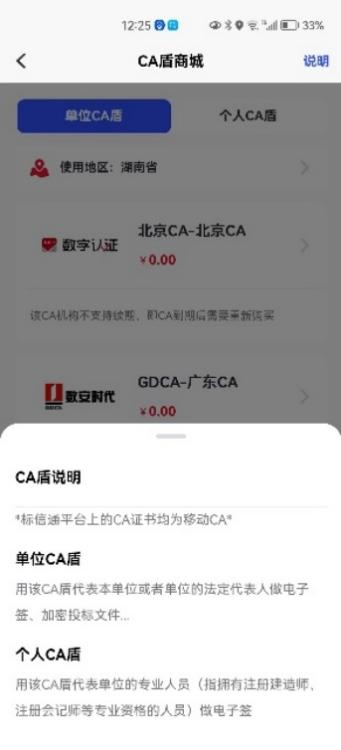 12:25
33%
CA盾商城
说明
单位CA盾
个人CA盾
使用地区：湖南省
数字认证
北京CA-北京CA
￥0.00
该CA机构不支持续期，即CA到期后需要重新购买
数安时代
GDCA-广东CA
￥0.00
CA盾说明
*标信通平台上的CA证书均为移动CA*
单位CA盾
用该CA盾代表本单位或者单位的法定代表人做电子
签、加密投标文件...
个人CA盾
用该CA盾代表单位的专业人员（指拥有注册建造师、
注册会记师等专业资格的人员）做电子签